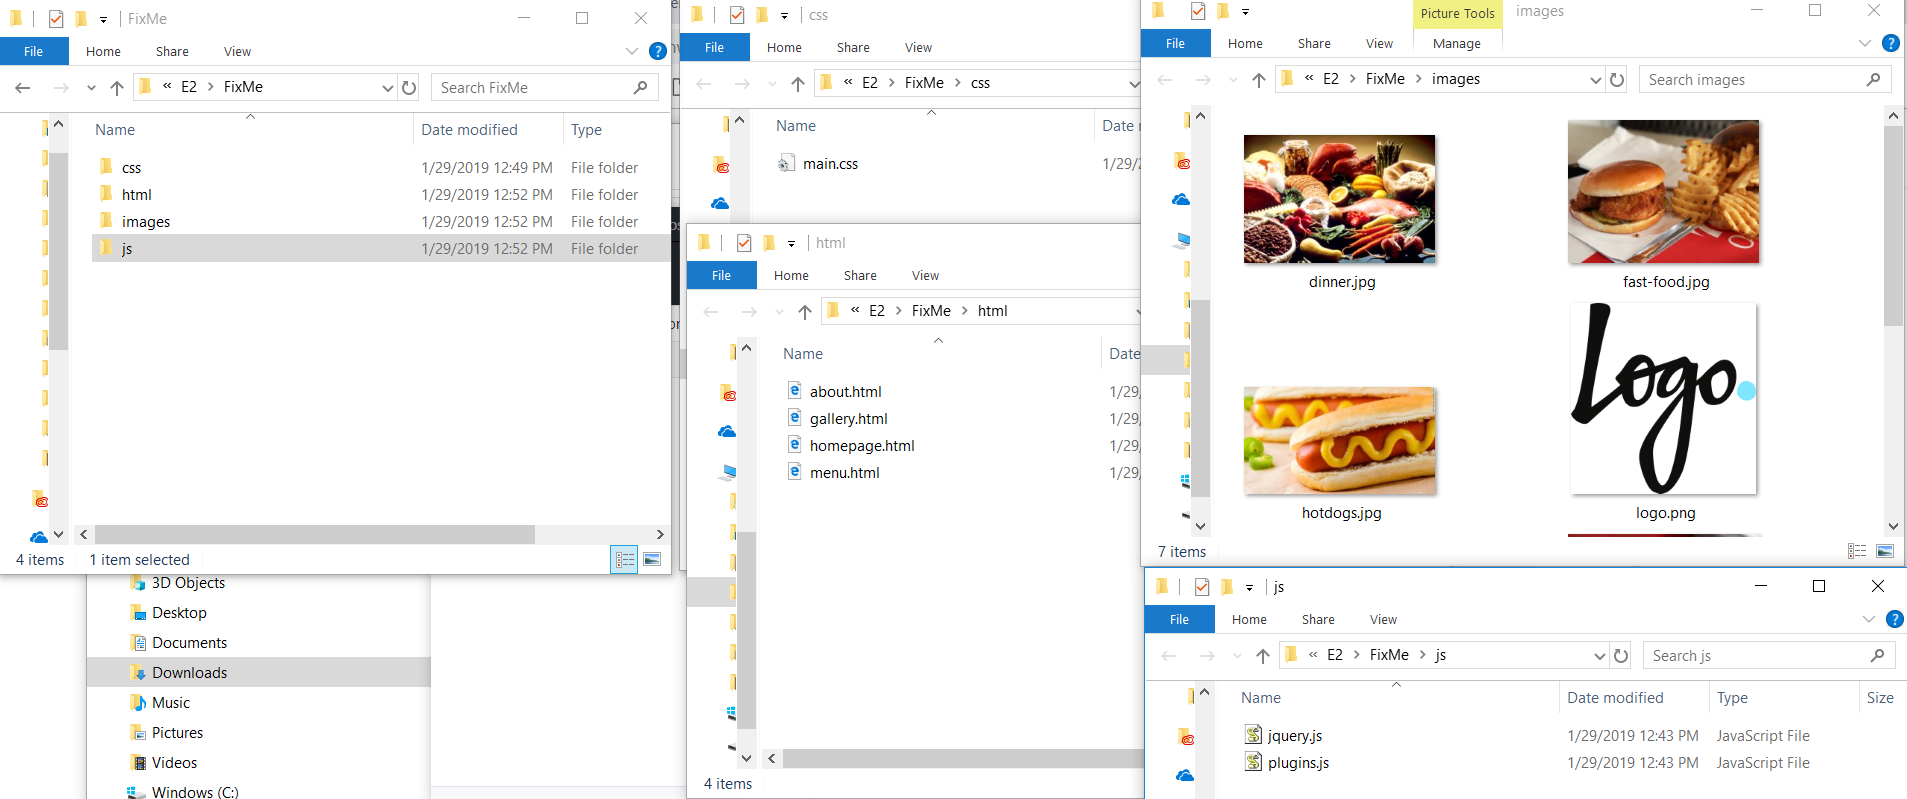 FixMe
File Home Share View
« E2 > FixMe
Search FixMe
Name Date modified Type
css 1/29/2019 12:49 PM File folder
html 1/29/2019 12:52 PM File folder
images 1/29/2019 12:52 PM File folder
js 1/29/2019 12:52 PM File folder
4 items 1 item selected
3D Objects
Desktop
Documents
Downloads
Music
Pictures
Videos
Windows (C:)
css
File Home Share View
« E2 > FixMe > css
Name Date
main.css 1/29/
html
File Home Share View
« E2 > FixMe > html
Name Date
about.html 1/29/
gallery.html 1/29/
homepage.html 1/29/
menu.html 1/29/
4 items
Picture Tools images
File Home Share View Manage
« E2 > FixMe > images
Search images
dinner.jpg
fast-food.jpg
Logo.
hotdogs.jpg
logo.png
7 items
js
File Home Share View
« E2 > FixMe > js
Search js
Name Date modified Type Size
jquery.js 1/29/2019 12:43 PM JavaScript File
plugins.js 1/29/2019 12:43 PM JavaScript File